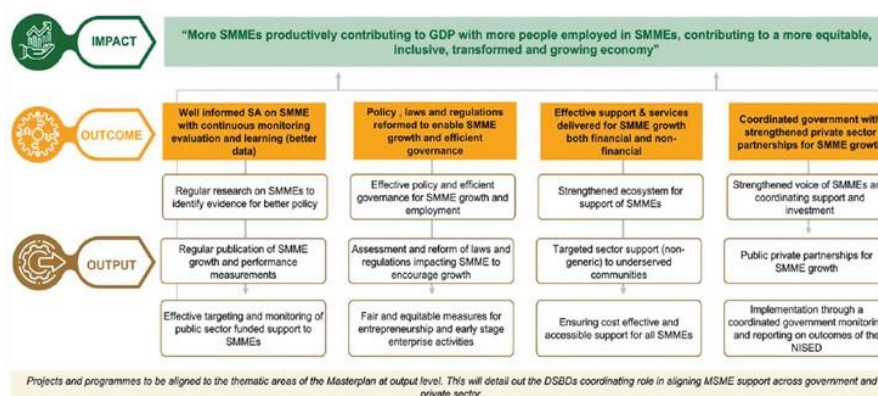 IMPACT
“More SMMEs productively contributing to GDP with more people employed in SMMEs, contributing to a more equitable,
inclusive, transformed and growing economy”
OUTCOME
Well informed SA on SMME
with continuous monitoring
evaluation and learning (better
data)
Policy , laws and regulations
reformed to enable SMME
growth and efficient
governance
Effective support & services
delivered for SMME growth
both financial and non-
financial
Coordinated government with
strengthened private sector
partnerships for SMME growth
Regular research on SMMEs to
identify evidence for better policy
Effective policy and efficient
governance for SMME growth and
employment
Strengthened ecosystem for
support of SMMEs
Strengthened voice of SMEs an
coordinating support and
investment
OUTPUT
Regular publication of SMME
growth and performance
measurements
Assessment and reform of laws and
regulations impacting SMME to
encourage growth
Targeted sector support (non-
generic) to underserved
communities
Public private partnerships for
SMME growth
Effective targeting and monitoring of
public sector funded support to
SMMEs
Fair and equitable measures for
entrepreneurship and early stage
enterprise activities
Ensuring cost effective and
accessible support for all SMMEs
Implementation through a
coordinated government monitoring
and reporting on outcomes of the
NISED
Projects and programmes to be aligned to the thematic areas of the Masterplan at output level. This will detail out the DSBDs coordinating role in aligning MSME support across government and
private sector